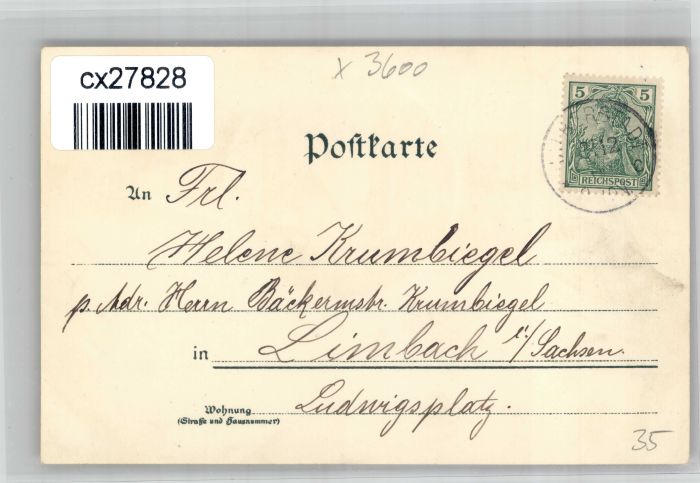 cx27828
x 3600
5 5
REICHSPOST
Postkarte
An Frl.
Helene Krumbiegel
p. Adr. Herrn Bäckermstr. Krumbiegel
in Limbach i/Sachsen.
Wohnung Ludwigsplatz.
(Straße und Hausnummer)
35